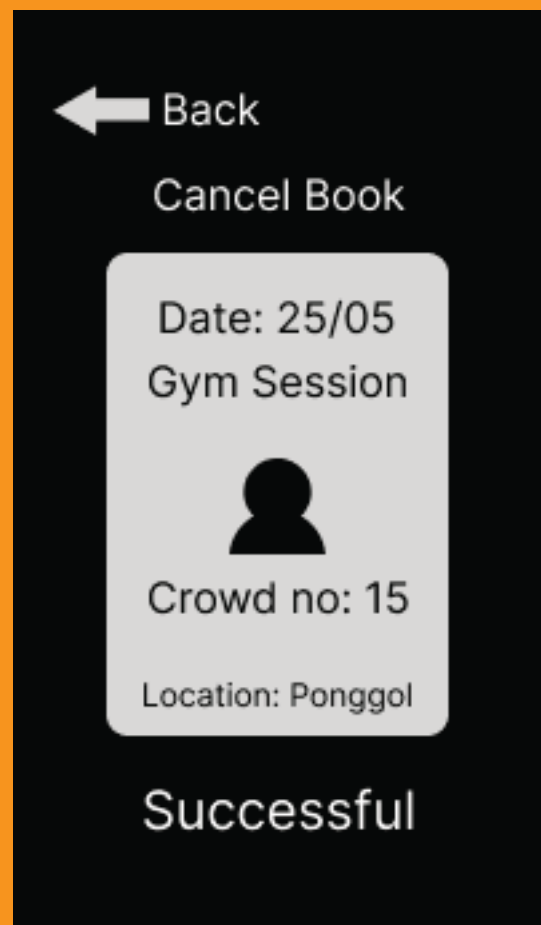 Back
Cancel Book
Date: 25/05
Gym Session
Crowd no: 15
Location: Ponggol
Successful